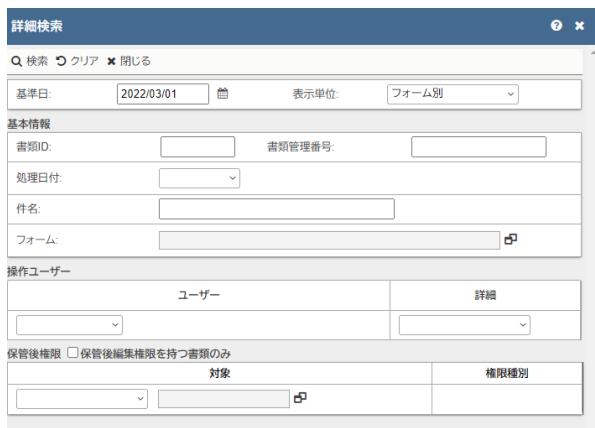 詳細検索
検索 クリア 閉じる
基準日: 2022/03/01 表示単位: フォーム別
基本情報
書類ID: 書類管理番号:
処理日付:
件名:
フォーム:
操作ユーザー
ユーザー 詳細
保管後権限 保管後編集権限を持つ書類のみ
対象 権限種別